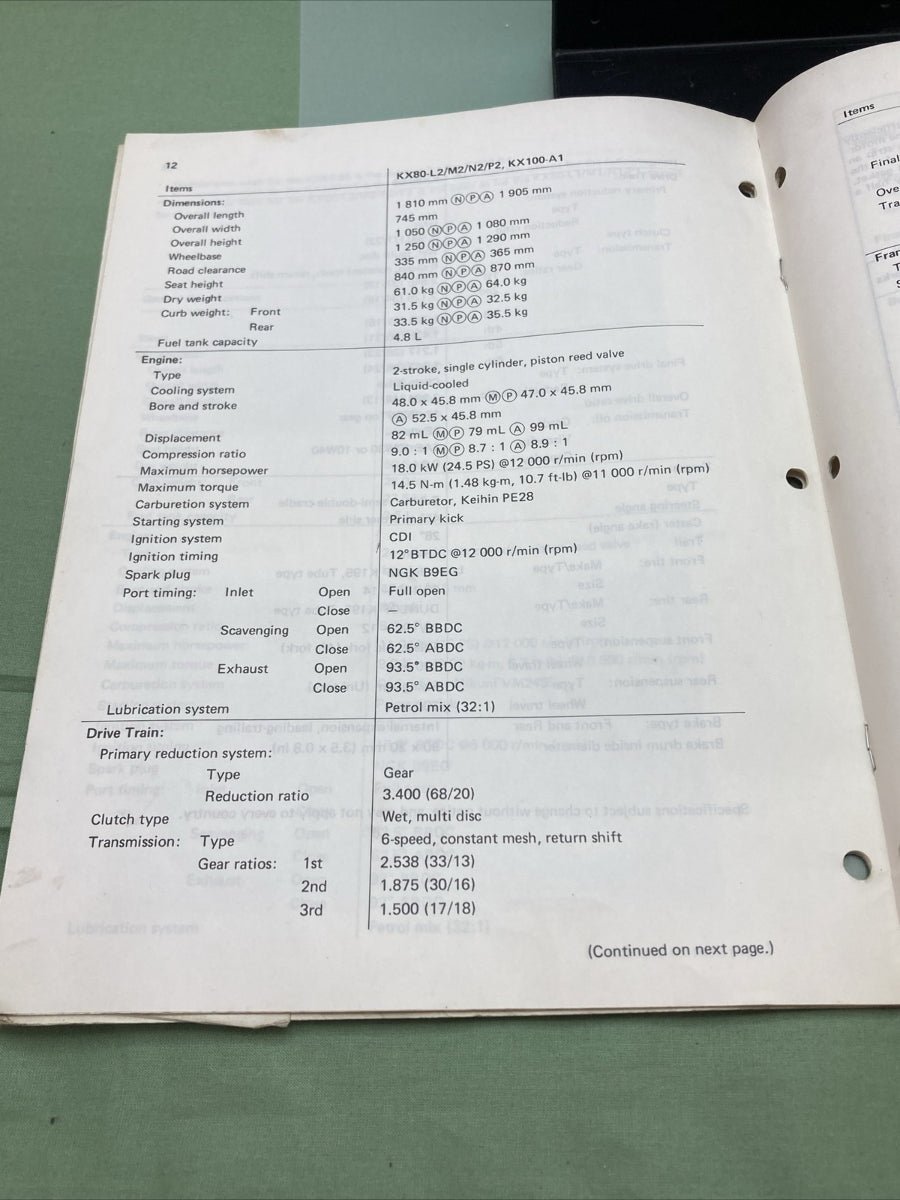 12
Items KX80-L2/M2/N2/P2, KX100-A1
Dimensions:
Overall length 1 810 mm Ⓝ Ⓟ Ⓐ 1 905 mm
Overall width 745 mm
Overall height 1 050 Ⓝ Ⓟ Ⓐ 1 080 mm
Wheelbase 1 250 Ⓝ Ⓟ Ⓐ 1 290 mm
Road clearance 335 mm Ⓝ Ⓟ Ⓐ 365 mm
Seat height 840 mm Ⓝ Ⓟ Ⓐ 870 mm
Dry weight 61.0 kg Ⓝ Ⓟ Ⓐ 64.0 kg
Curb weight: Front 31.5 kg Ⓝ Ⓟ Ⓐ 32.5 kg
Rear 33.5 kg Ⓝ Ⓟ Ⓐ 35.5 kg
Fuel tank capacity 4.8 L
Engine:
Type 2-stroke, single cylinder, piston reed valve
Cooling system Liquid-cooled
Bore and stroke 48.0 x 45.8 mm Ⓜ Ⓟ 47.0 x 45.8 mm
Ⓐ 52.5 x 45.8 mm
Displacement 82 mL Ⓜ Ⓟ 79 mL Ⓐ 99 mL
Compression ratio 9.0 : 1 Ⓜ Ⓟ 8.7 : 1 Ⓐ 8.9 : 1
Maximum horsepower 18.0 kW (24.5 PS) @12 000 r/min (rpm)
Maximum torque 14.5 N-m (1.48 kg-m, 10.7 ft-lb) @11 000 r/min (rpm)
Carburetion system Carburetor, Keihin PE28
Starting system Primary kick
Ignition system CDI
Ignition timing 12° BTDC @12 000 r/min (rpm)
Spark plug NGK B9EG
Port timing: Inlet Open Full open
Close —
Scavenging Open 62.5° BBDC
Close 62.5° ABDC
Exhaust Open 93.5° BBDC
Close 93.5° ABDC
Lubrication system Petrol mix (32:1)
Drive Train:
Primary reduction system:
Type Gear
Reduction ratio 3.400 (68/20)
Clutch type Wet, multi disc
Transmission: Type 6-speed, constant mesh, return shift
Gear ratios: 1st 2.538 (33/13)
2nd 1.875 (30/16)
3rd 1.500 (17/18)
(Continued on next page.)
Items
Final